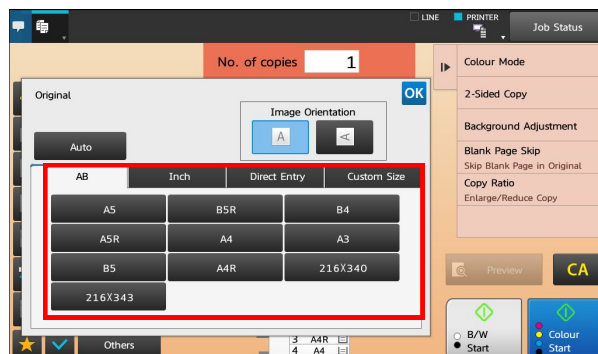 LINE
PRINTER
Job Status
No. of copies 1
Original
OK
Image Orientation
A
A
Auto
AB Inch Direct Entry Custom Size
A5 B5R B4
A5R A4 A3
B5 A4R 216X340
216X343
Others
3 A4R
4 A4
Colour Mode
2-Sided Copy
Background Adjustment
Blank Page Skip
Skip Blank Page in Original
Copy Ratio
Enlarge/Reduce Copy
Preview
CA
B/W
Start
Colour
Start